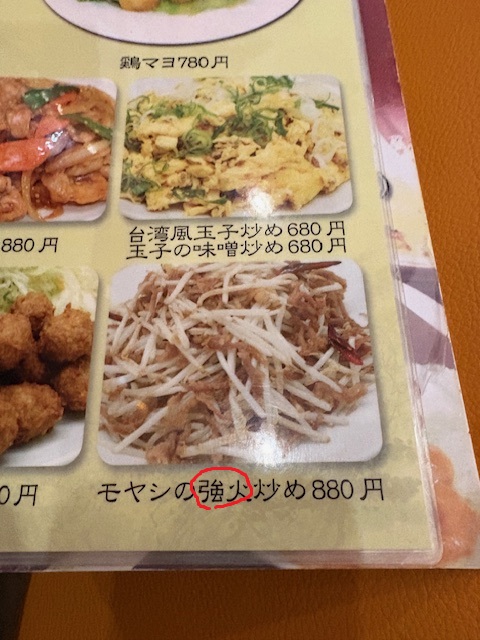 鶏マヨ780円
880円
台湾風玉子炒め680円
玉子の味噌炒め680円
0円
モヤシの強火炒め880円